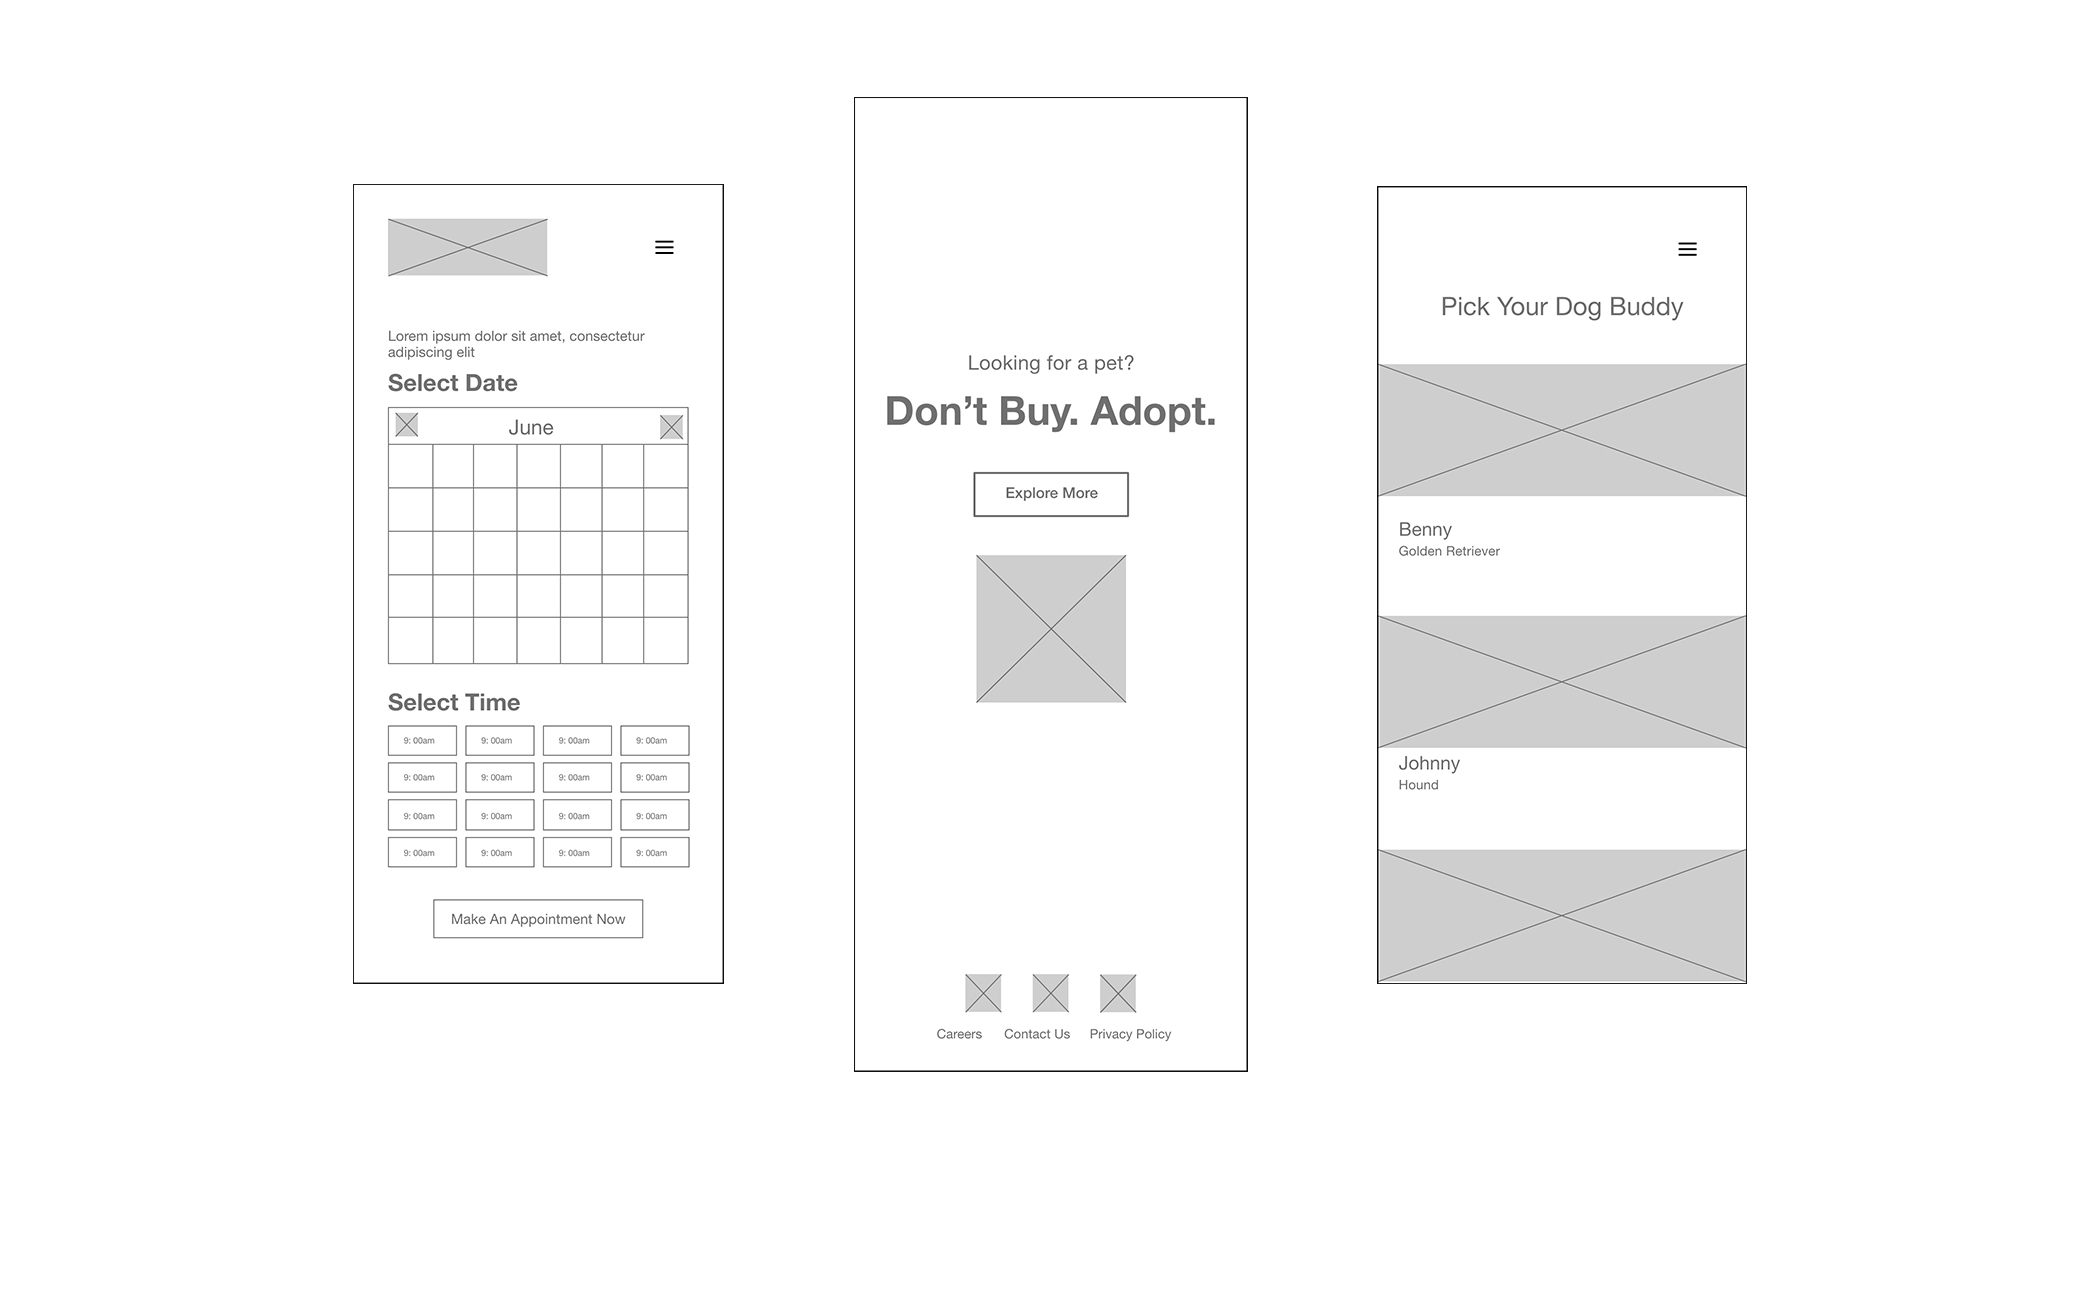 Lorem ipsum dolor sit amet, consectetur
adipiscing elit
Select Date
June
Select Time
9: 00am 9: 00am 9: 00am 9: 00am
9: 00am 9: 00am 9: 00am 9: 00am
9: 00am 9: 00am 9: 00am 9: 00am
9: 00am 9: 00am 9: 00am 9: 00am
Make An Appointment Now
Looking for a pet?
Don’t Buy. Adopt.
Explore More
Careers Contact Us Privacy Policy
Pick Your Dog Buddy
Benny
Golden Retriever
Johnny
Hound